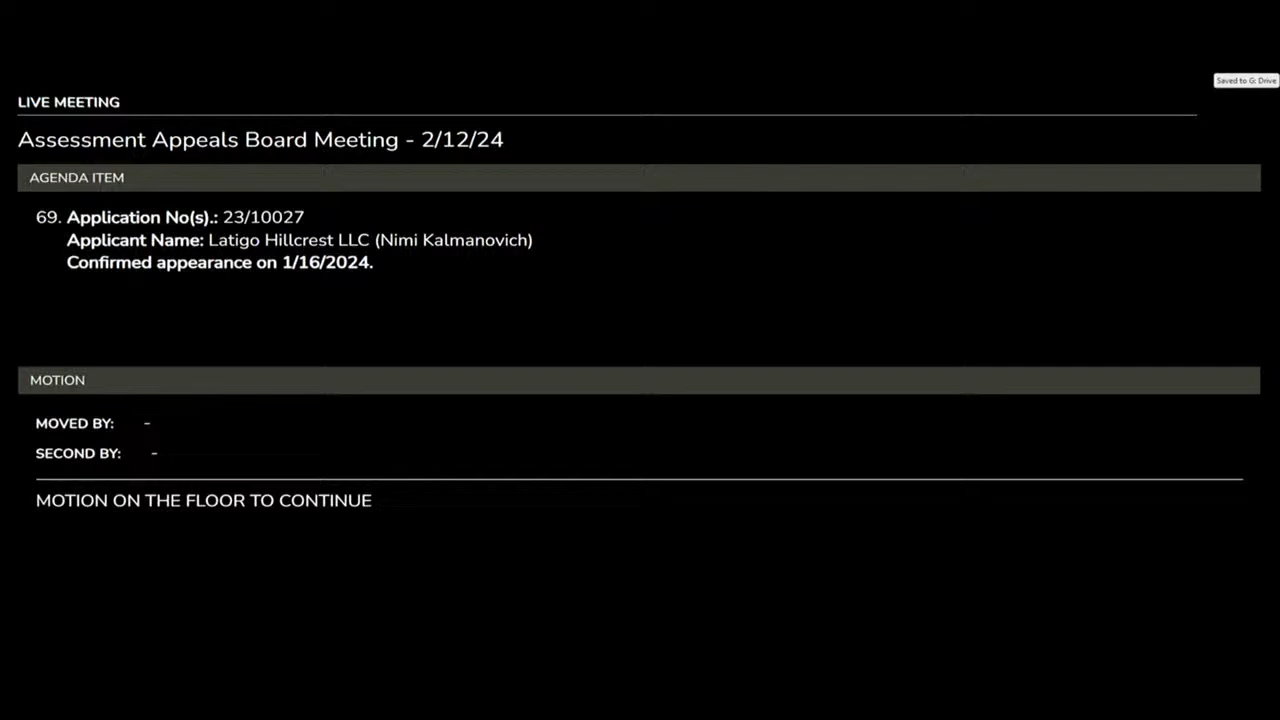 Saved to G: Drive
LIVE MEETING
Assessment Appeals Board Meeting - 2/12/24
AGENDA ITEM
69. Application No(s).: 23/10027
Applicant Name: Latigo Hillcrest LLC (Nimi Kalmanovich)
Confirmed appearance on 1/16/2024.
MOTION
MOVED BY: -
SECOND BY: -
MOTION ON THE FLOOR TO CONTINUE